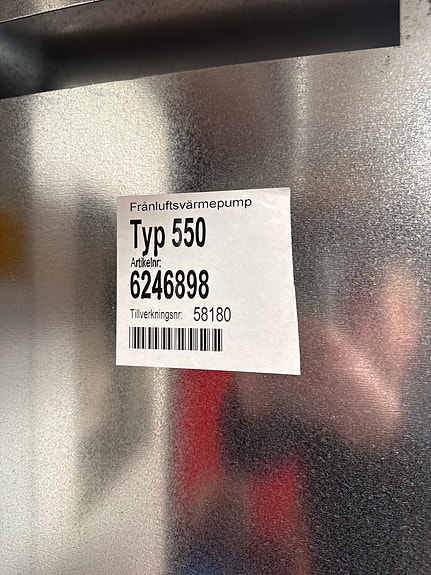 Frånluftsvärmepump
Typ 550
Artikelnr:
6246898
Tillverkningsnr: 58180